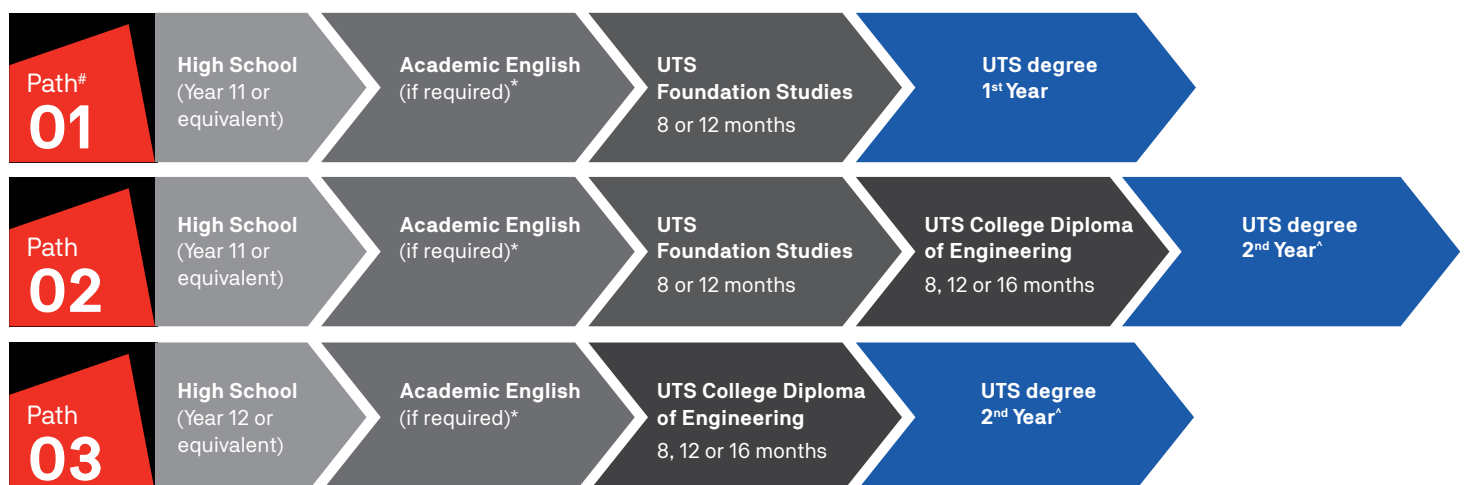 Path#
01
High School
(Year 11 or
equivalent)
Academic English
(if required)*
UTS
Foundation Studies
8 or 12 months
UTS degree
1st Year
Path
02
High School
(Year 11 or
equivalent)
Academic English
(if required)*
UTS
Foundation Studies
8 or 12 months
UTS College Diploma
of Engineering
8, 12 or 16 months
UTS degree
2nd Year^
Path
03
High School
(Year 12 or
equivalent)
Academic English
(if required)*
UTS College Diploma
of Engineering
8, 12 or 16 months
UTS degree
2nd Year^